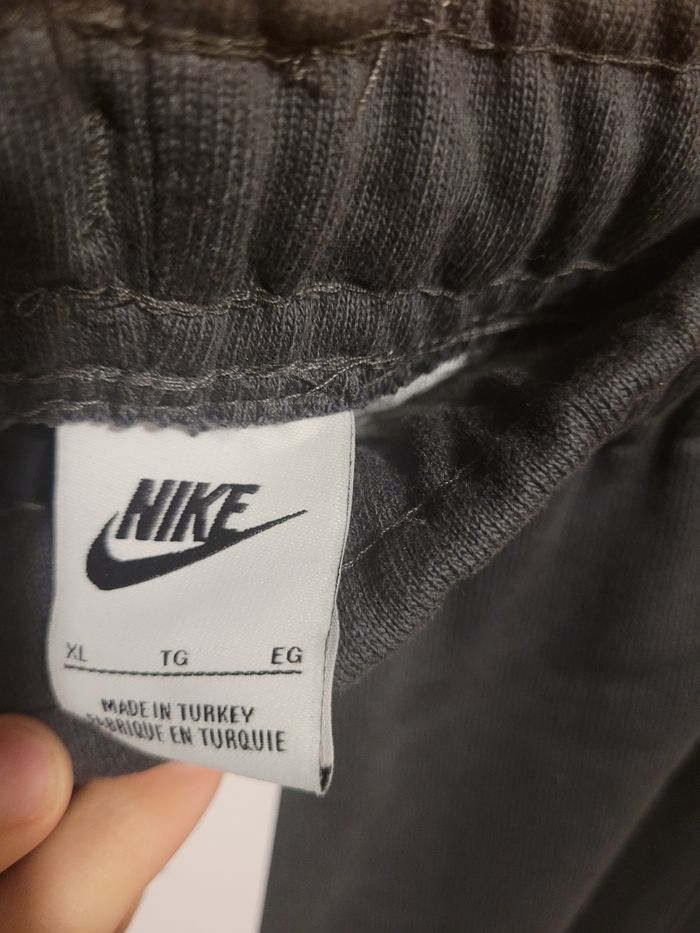 NIKE
XL TG EG
MADE IN TURKEY
FABRIQUE EN TURQUIE